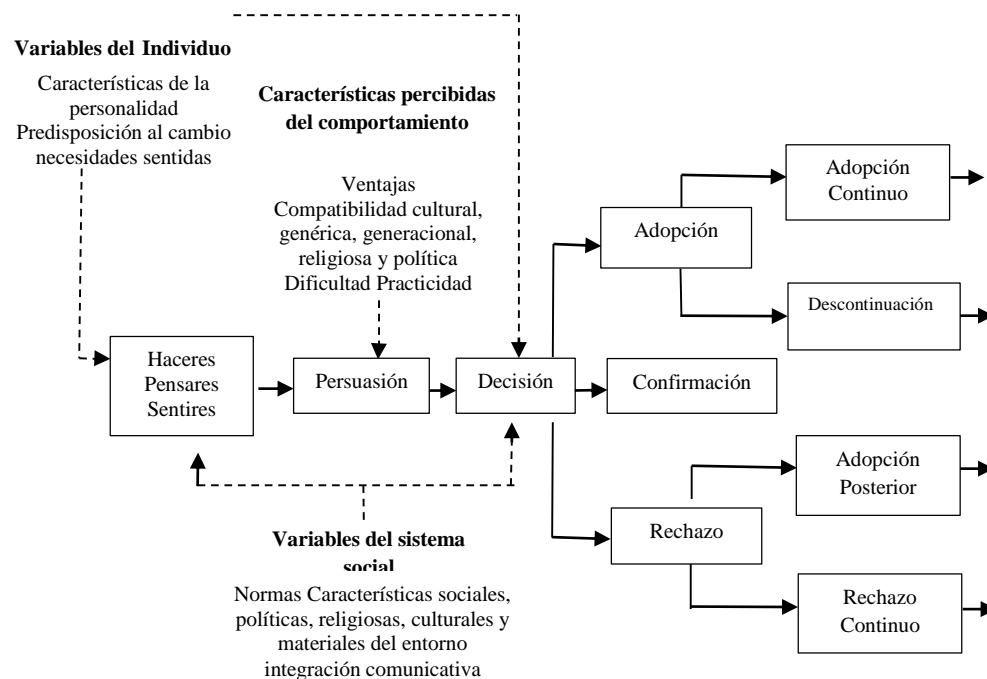 Variables del Individuo
Características de la
personalidad
Predisposición al cambio
necesidades sentidas
Características percibidas
del comportamiento
Ventajas
Compatibilidad cultural,
genérica, generacional,
religiosa y política
Dificultad Practicidad
Haceres
Pensares
Sentires
Persuasión
Decisión
Confirmación
Adopción
Adopción
Continuo
Descontinuación
Rechazo
Adopción
Posterior
Rechazo
Continuo
Variables del sistema
social
Normas Características sociales,
políticas, religiosas, culturales y
materiales del entorno
integración comunicativa